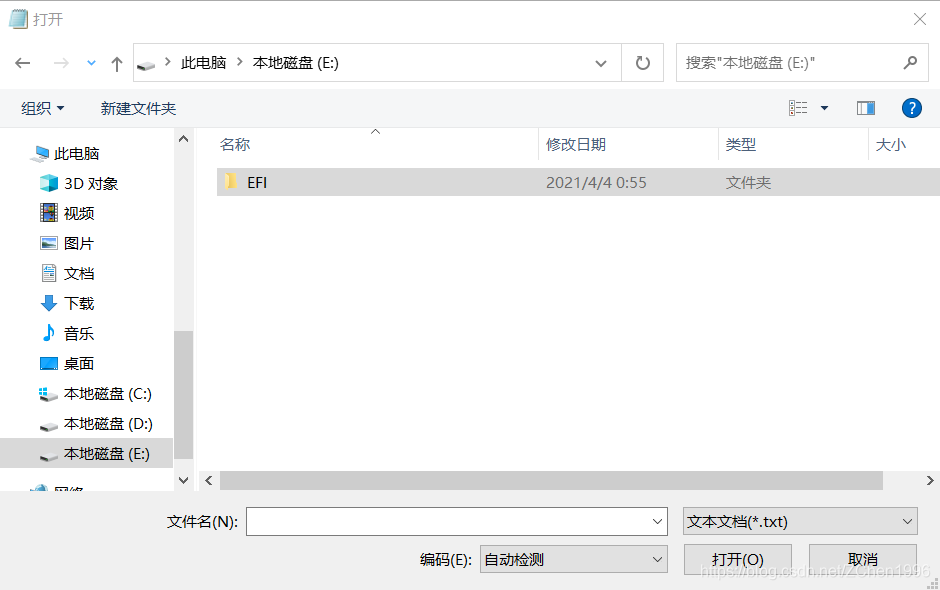 打开
此电脑 本地磁盘 (E:) 搜索"本地磁盘 (E:)"
组织 新建文件夹
名称 修改日期 类型 大小
EFI 2021/4/4 0:55 文件夹
此电脑
3D 对象
视频
图片
文档
下载
音乐
桌面
本地磁盘 (C:)
本地磁盘 (D:)
本地磁盘 (E:)
网络
文件名(N): 文本文档(*.txt)
编码(E): 自动检测 打开(O) 取消
https://blog.csdn.net/ZChen1996